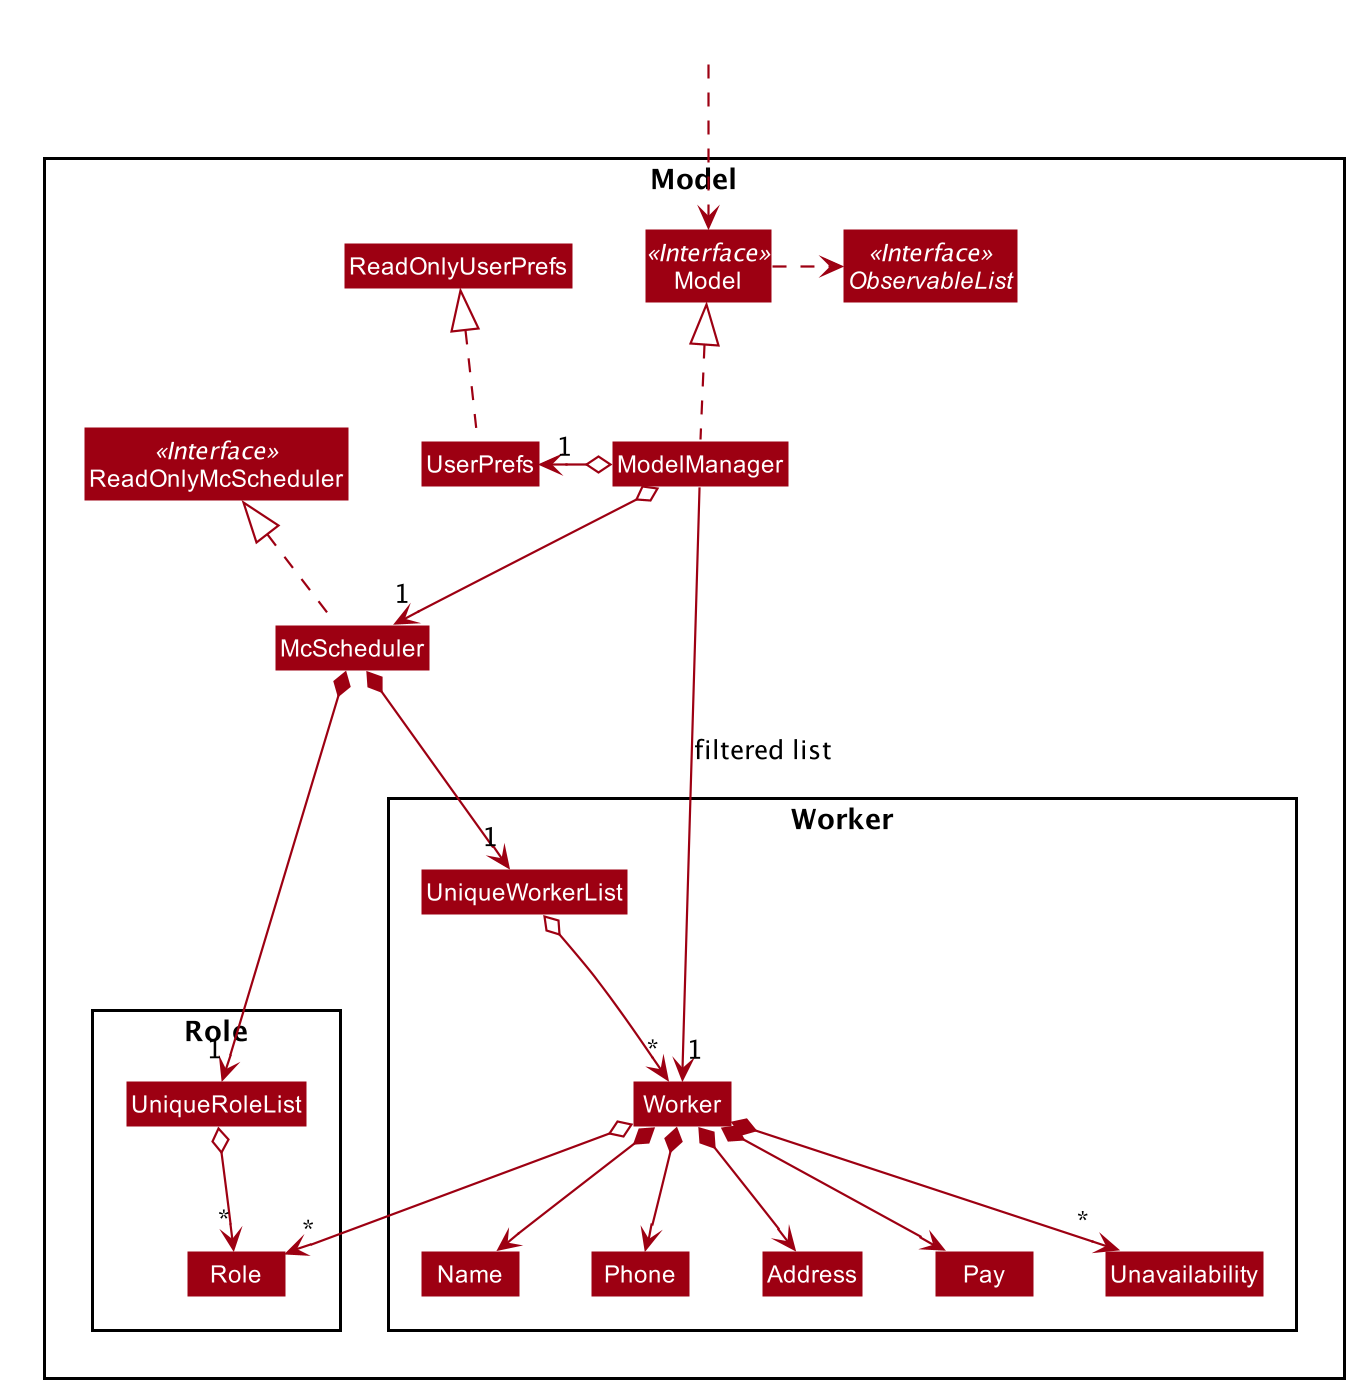 Model
ReadOnlyUserPrefs
«Interface»
Model
«Interface»
ObservableList
«Interface»
ReadOnlyMcScheduler
UserPrefs
1
ModelManager
1
McScheduler
filtered list
Worker
1
UniqueWorkerList
Role
1
*
1
UniqueRoleList
Worker
*
*
*
Role
Name
Phone
Address
Pay
Unavailability